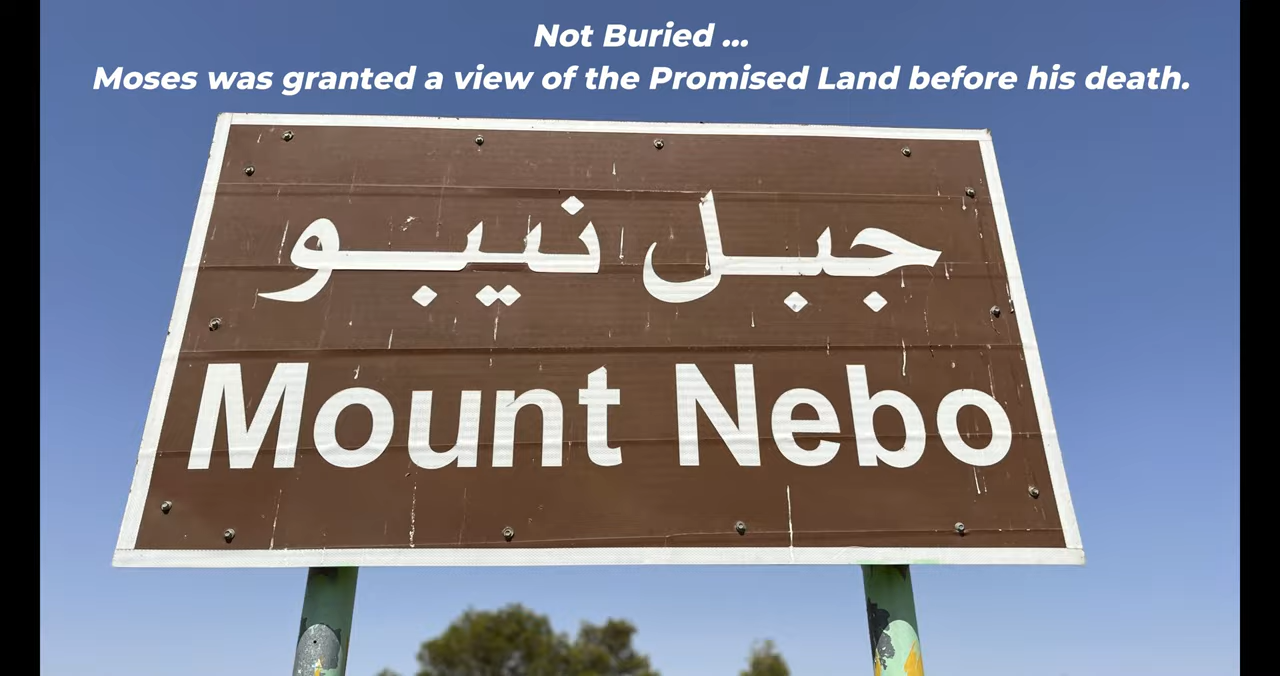 Not Buried ...
Moses was granted a view of the Promised Land before his death.
جبل نيبو
Mount Nebo